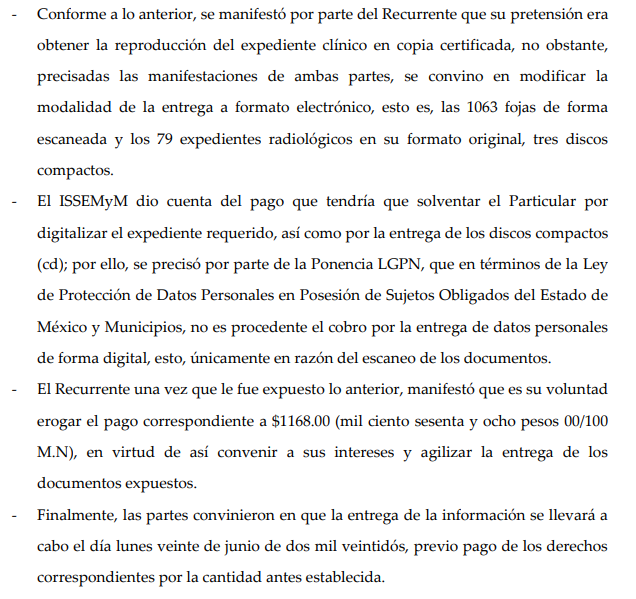 - Conforme a lo anterior, se manifestó por parte del Recurrente que su pretensión era
obtener la reproducción del expediente clínico en copia certificada, no obstante,
precisadas las manifestaciones de ambas partes, se convino en modificar la
modalidad de la entrega a formato electrónico, esto es, las 1063 fojas de forma
escaneada y los 79 expedientes radiológicos en su formato original, tres discos
compactos.
- El ISSEMyM dio cuenta del pago que tendría que solventar el Particular por
digitalizar el expediente requerido, así como por la entrega de los discos compactos
(cd); por ello, se precisó por parte de la Ponencia LGPN, que en términos de la Ley
de Protección de Datos Personales en Posesión de Sujetos Obligados del Estado de
México y Municipios, no es procedente el cobro por la entrega de datos personales
de forma digital, esto, únicamente en razón del escaneo de los documentos.
- El Recurrente una vez que le fue expuesto lo anterior, manifestó que es su voluntad
erogar el pago correspondiente a $1168.00 (mil ciento sesenta y ocho pesos 00/100
M.N), en virtud de así convenir a sus intereses y agilizar la entrega de los
documentos expuestos.
- Finalmente, las partes convinieron en que la entrega de la información se llevará a
cabo el día lunes veinte de junio de dos mil veintidós, previo pago de los derechos
correspondientes por la cantidad antes establecida.